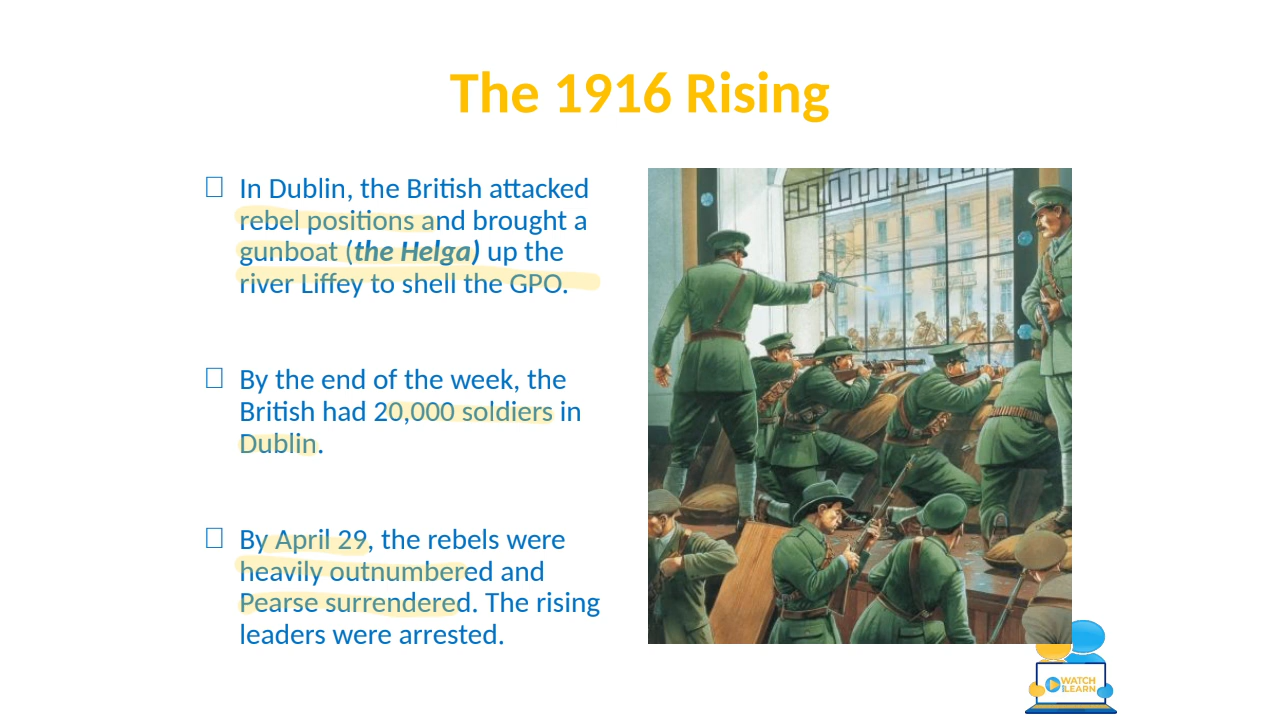 The 1916 Rising
In Dublin, the British attacked
rebel positions and brought a
gunboat (the Helga) up the
river Liffey to shell the GPO.
By the end of the week, the
British had 20,000 soldiers in
Dublin.
By April 29, the rebels were
heavily outnumbered and
Pearse surrendered. The rising
leaders were arrested.
WATCH
LEARN